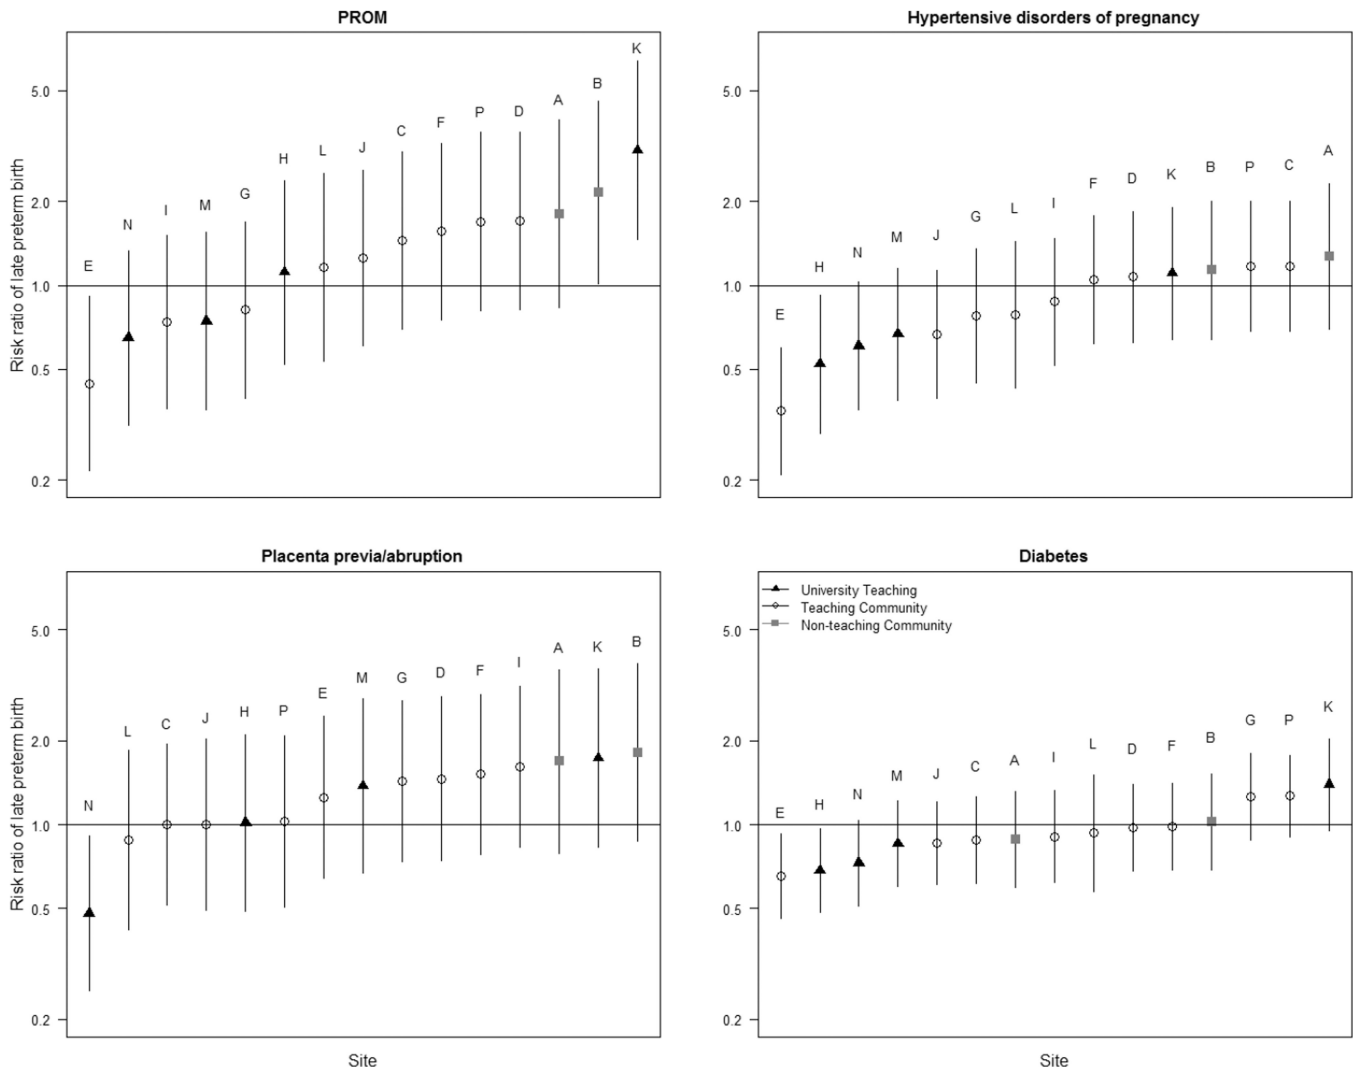 PROM
Risk ratio of late preterm birth
5.0
2.0
1.0
0.5
0.2
E
N
I
M
G
H
L
J
C
F
P
D
A
B
K
Hypertensive disorders of pregnancy
5.0
2.0
1.0
0.5
0.2
E
H
N
M
J
G
L
I
F
D
K
B
P
C
A
Placenta previa/abruption
Risk ratio of late preterm birth
5.0
2.0
1.0
0.5
0.2
N
L
C
J
H
P
E
M
G
D
F
I
A
K
B
Site
Diabetes
University Teaching
Teaching Community
Non-teaching Community
5.0
2.0
1.0
0.5
0.2
E
H
N
M
J
C
A
I
L
D
F
B
G
P
K
Site